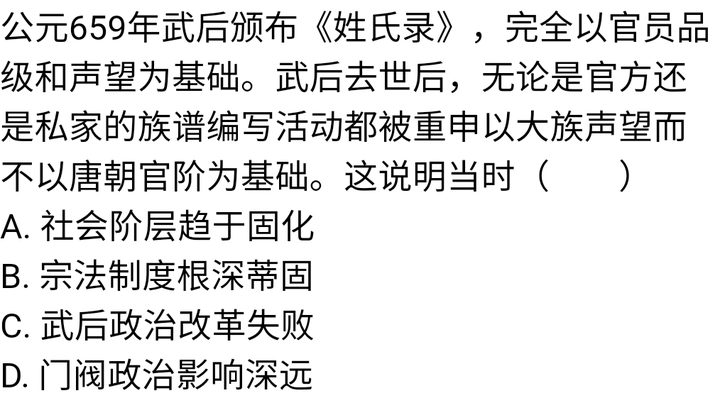 公元659年武后颁布《姓氏录》，完全以官员品
级和声望为基础。武后去世后，无论是官方还
是私家的族谱编写活动都被重申以大族声望而
不以唐朝官阶为基础。这说明当时（　　）
A. 社会阶层趋于固化
B. 宗法制度根深蒂固
C. 武后政治改革失败
D. 门阀政治影响深远